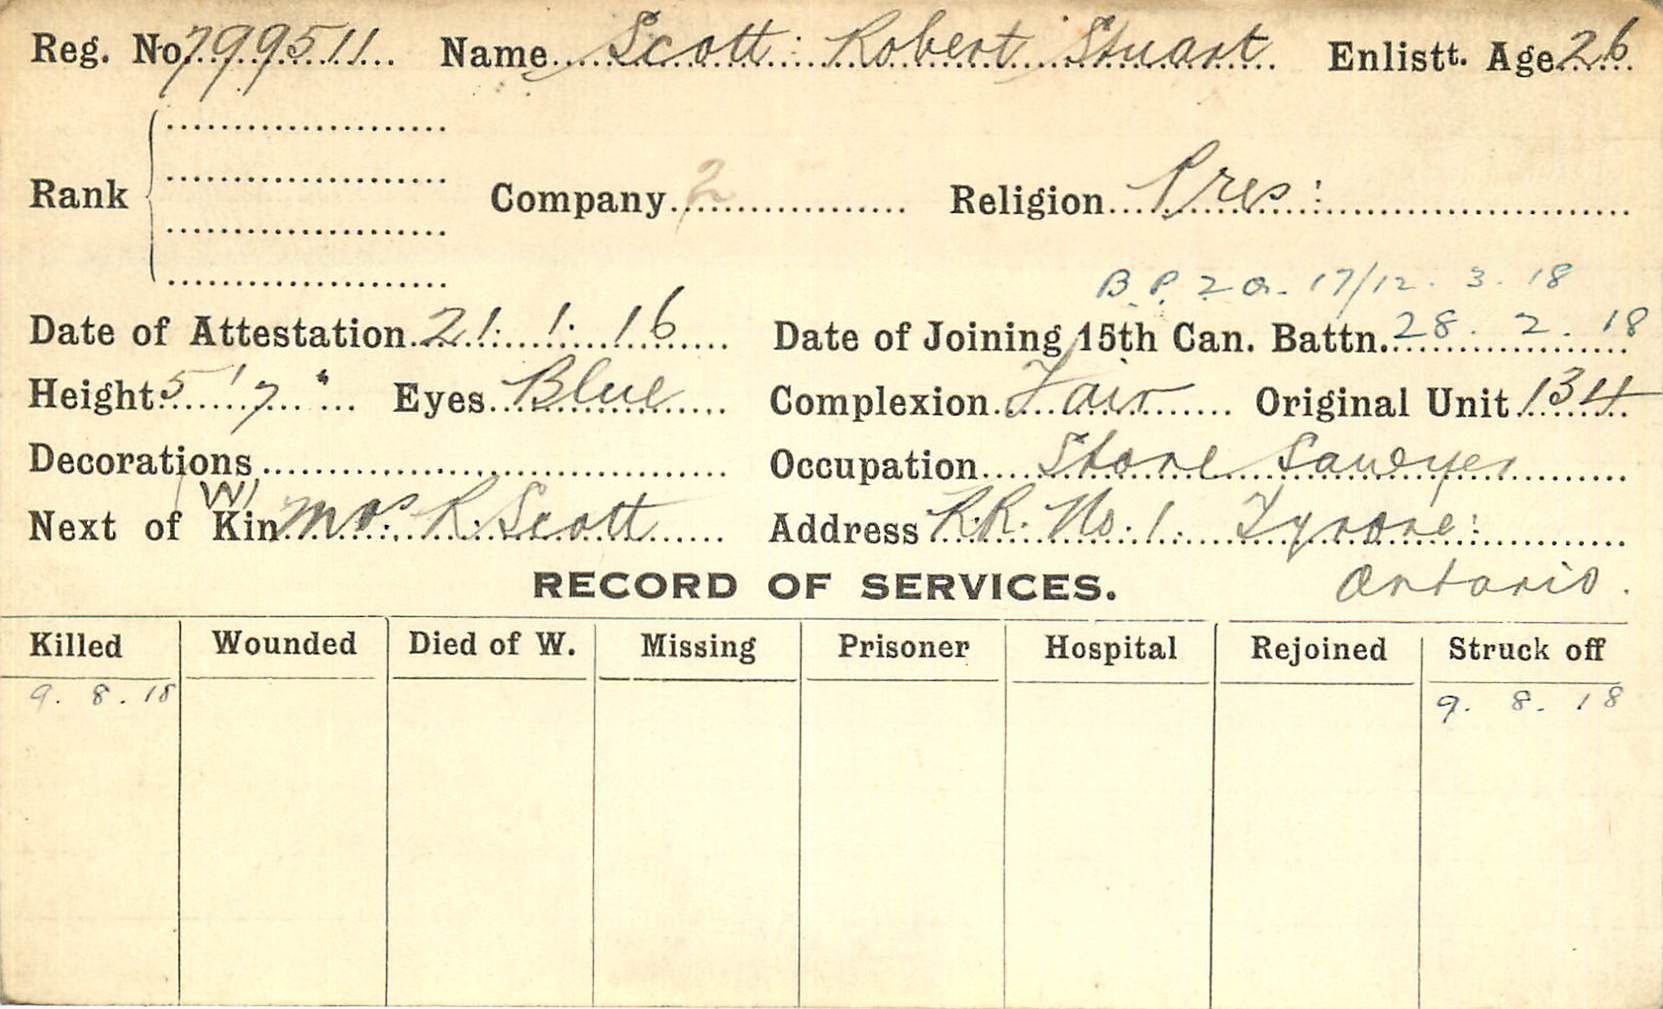 Reg. No. 799511 Name Scott: Robert Stuart Enlistt. Age 26
Rank Company 2 Religion Pres:
B.P. 2 O. 17/12. 3. 18
Date of Attestation 21. 1. 16 Date of Joining 15th Can. Battn. 28. 2. 18
Height 5' 7" Eyes Blue Complexion Fair Original Unit 134
Decorations Occupation Stone Sawyer
W
Next of Kin Mrs. R. Scott Address R.R. No. 1. Tyrone:
Ontario.
RECORD OF SERVICES.
Killed Wounded Died of W. Missing Prisoner Hospital Rejoined Struck off
9. 8. 18 9. 8. 18